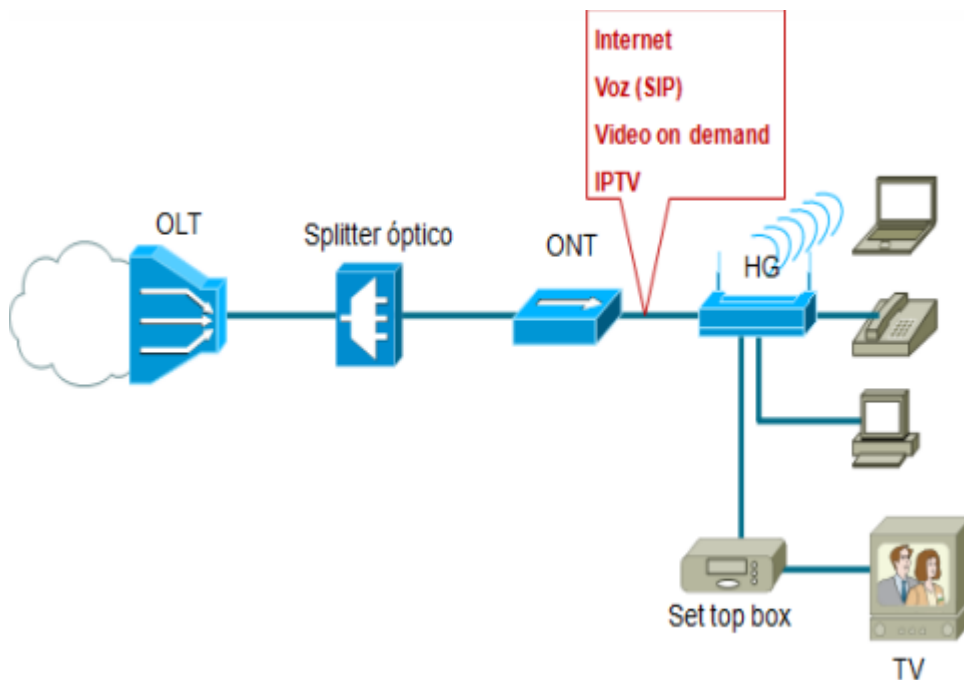 Internet
Voz (SIP)
Video on demand
IPTV
OLT
Splitter óptico
ONT
HG
Set top box
TV